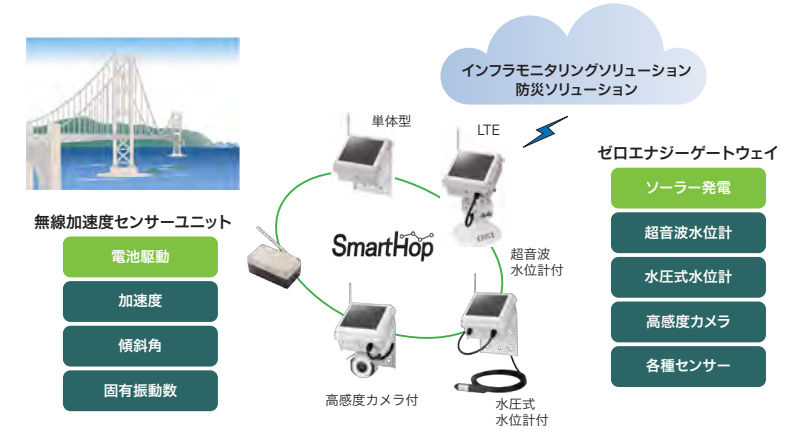 インフラモニタリングソリューション
防災ソリューション
単体型
LTE
ゼロエナジーゲートウェイ
ソーラー発電
超音波水位計
水圧式水位計
高感度カメラ
各種センサー
無線加速度センサーユニット
電池駆動
加速度
傾斜角
固有振動数
SmartHop
超音波
水位計付
高感度カメラ付
水圧式
水位計付